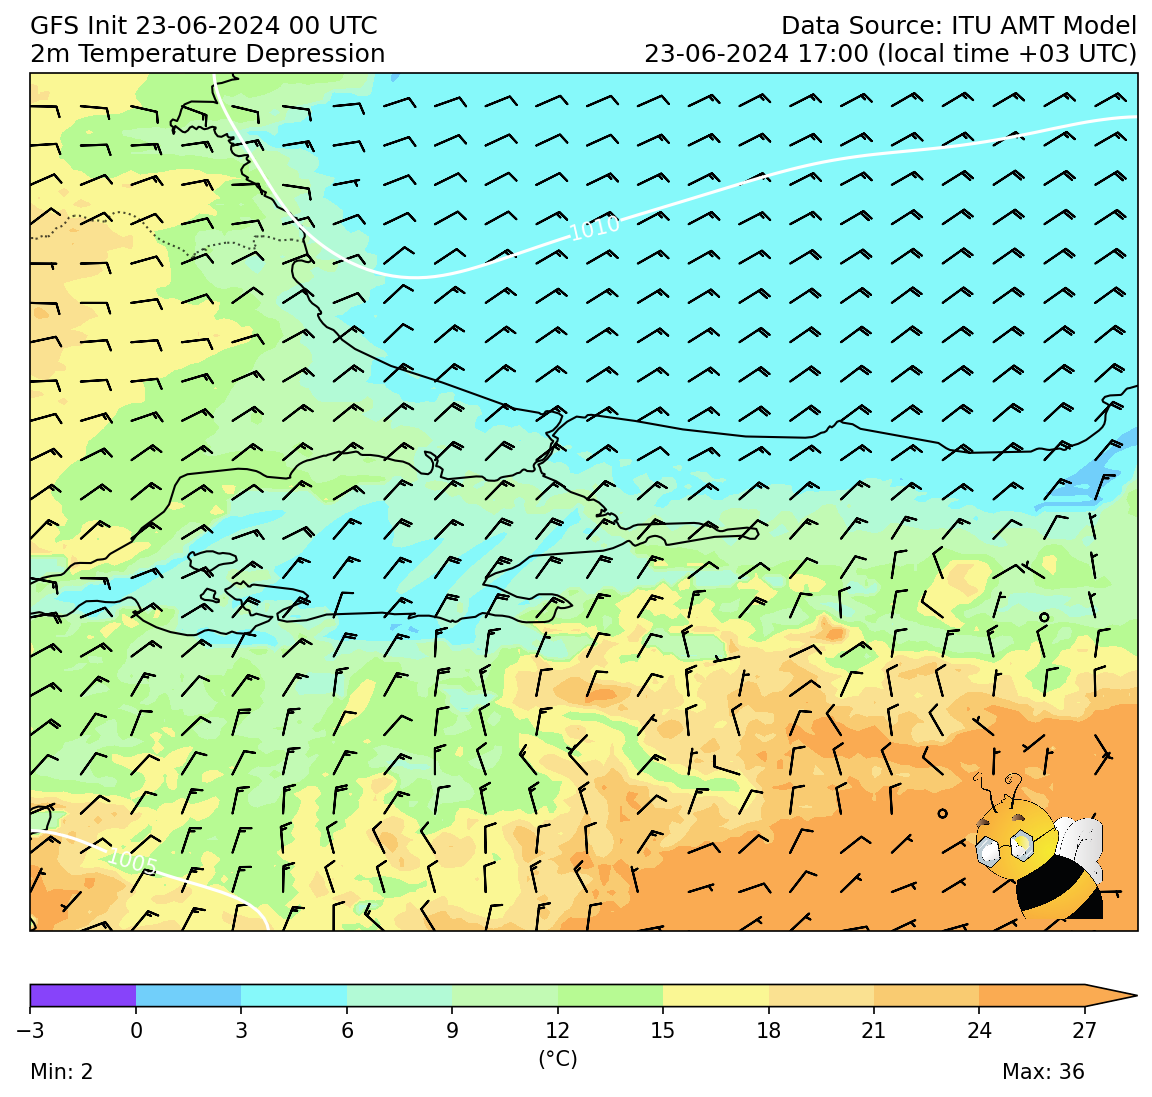 GFS Init 23-06-2024 00 UTC
Data Source: ITU AMT Model
2m Temperature Depression
23-06-2024 17:00 (local time +03 UTC)
1010
1005
−3 0 3 6 9 12 15 18 21 24 27
(°C)
Min: 2
Max: 36